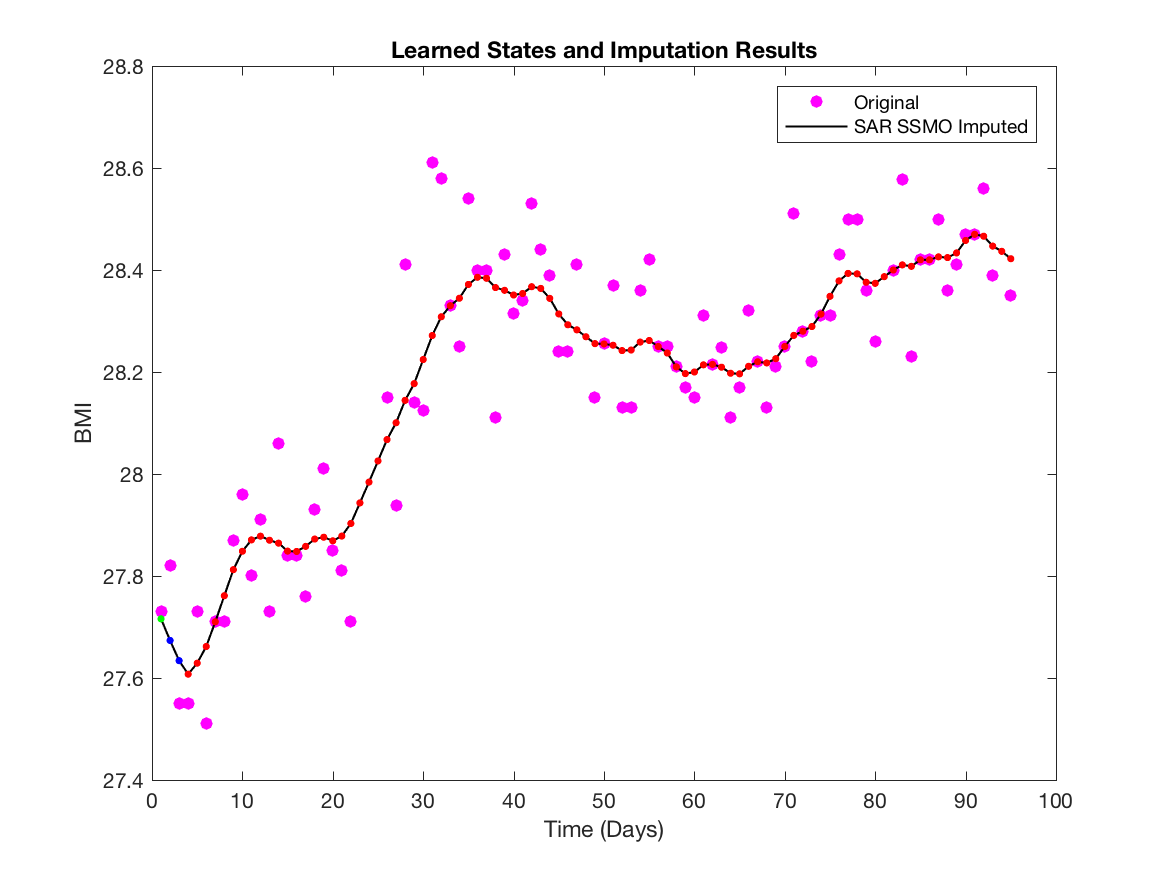 Learned States and Imputation Results
28.8
28.6
28.4
28.2
28
27.8
27.6
27.4
BMI
Original
SAR SSMO Imputed
0 10 20 30 40 50 60 70 80 90 100
Time (Days)